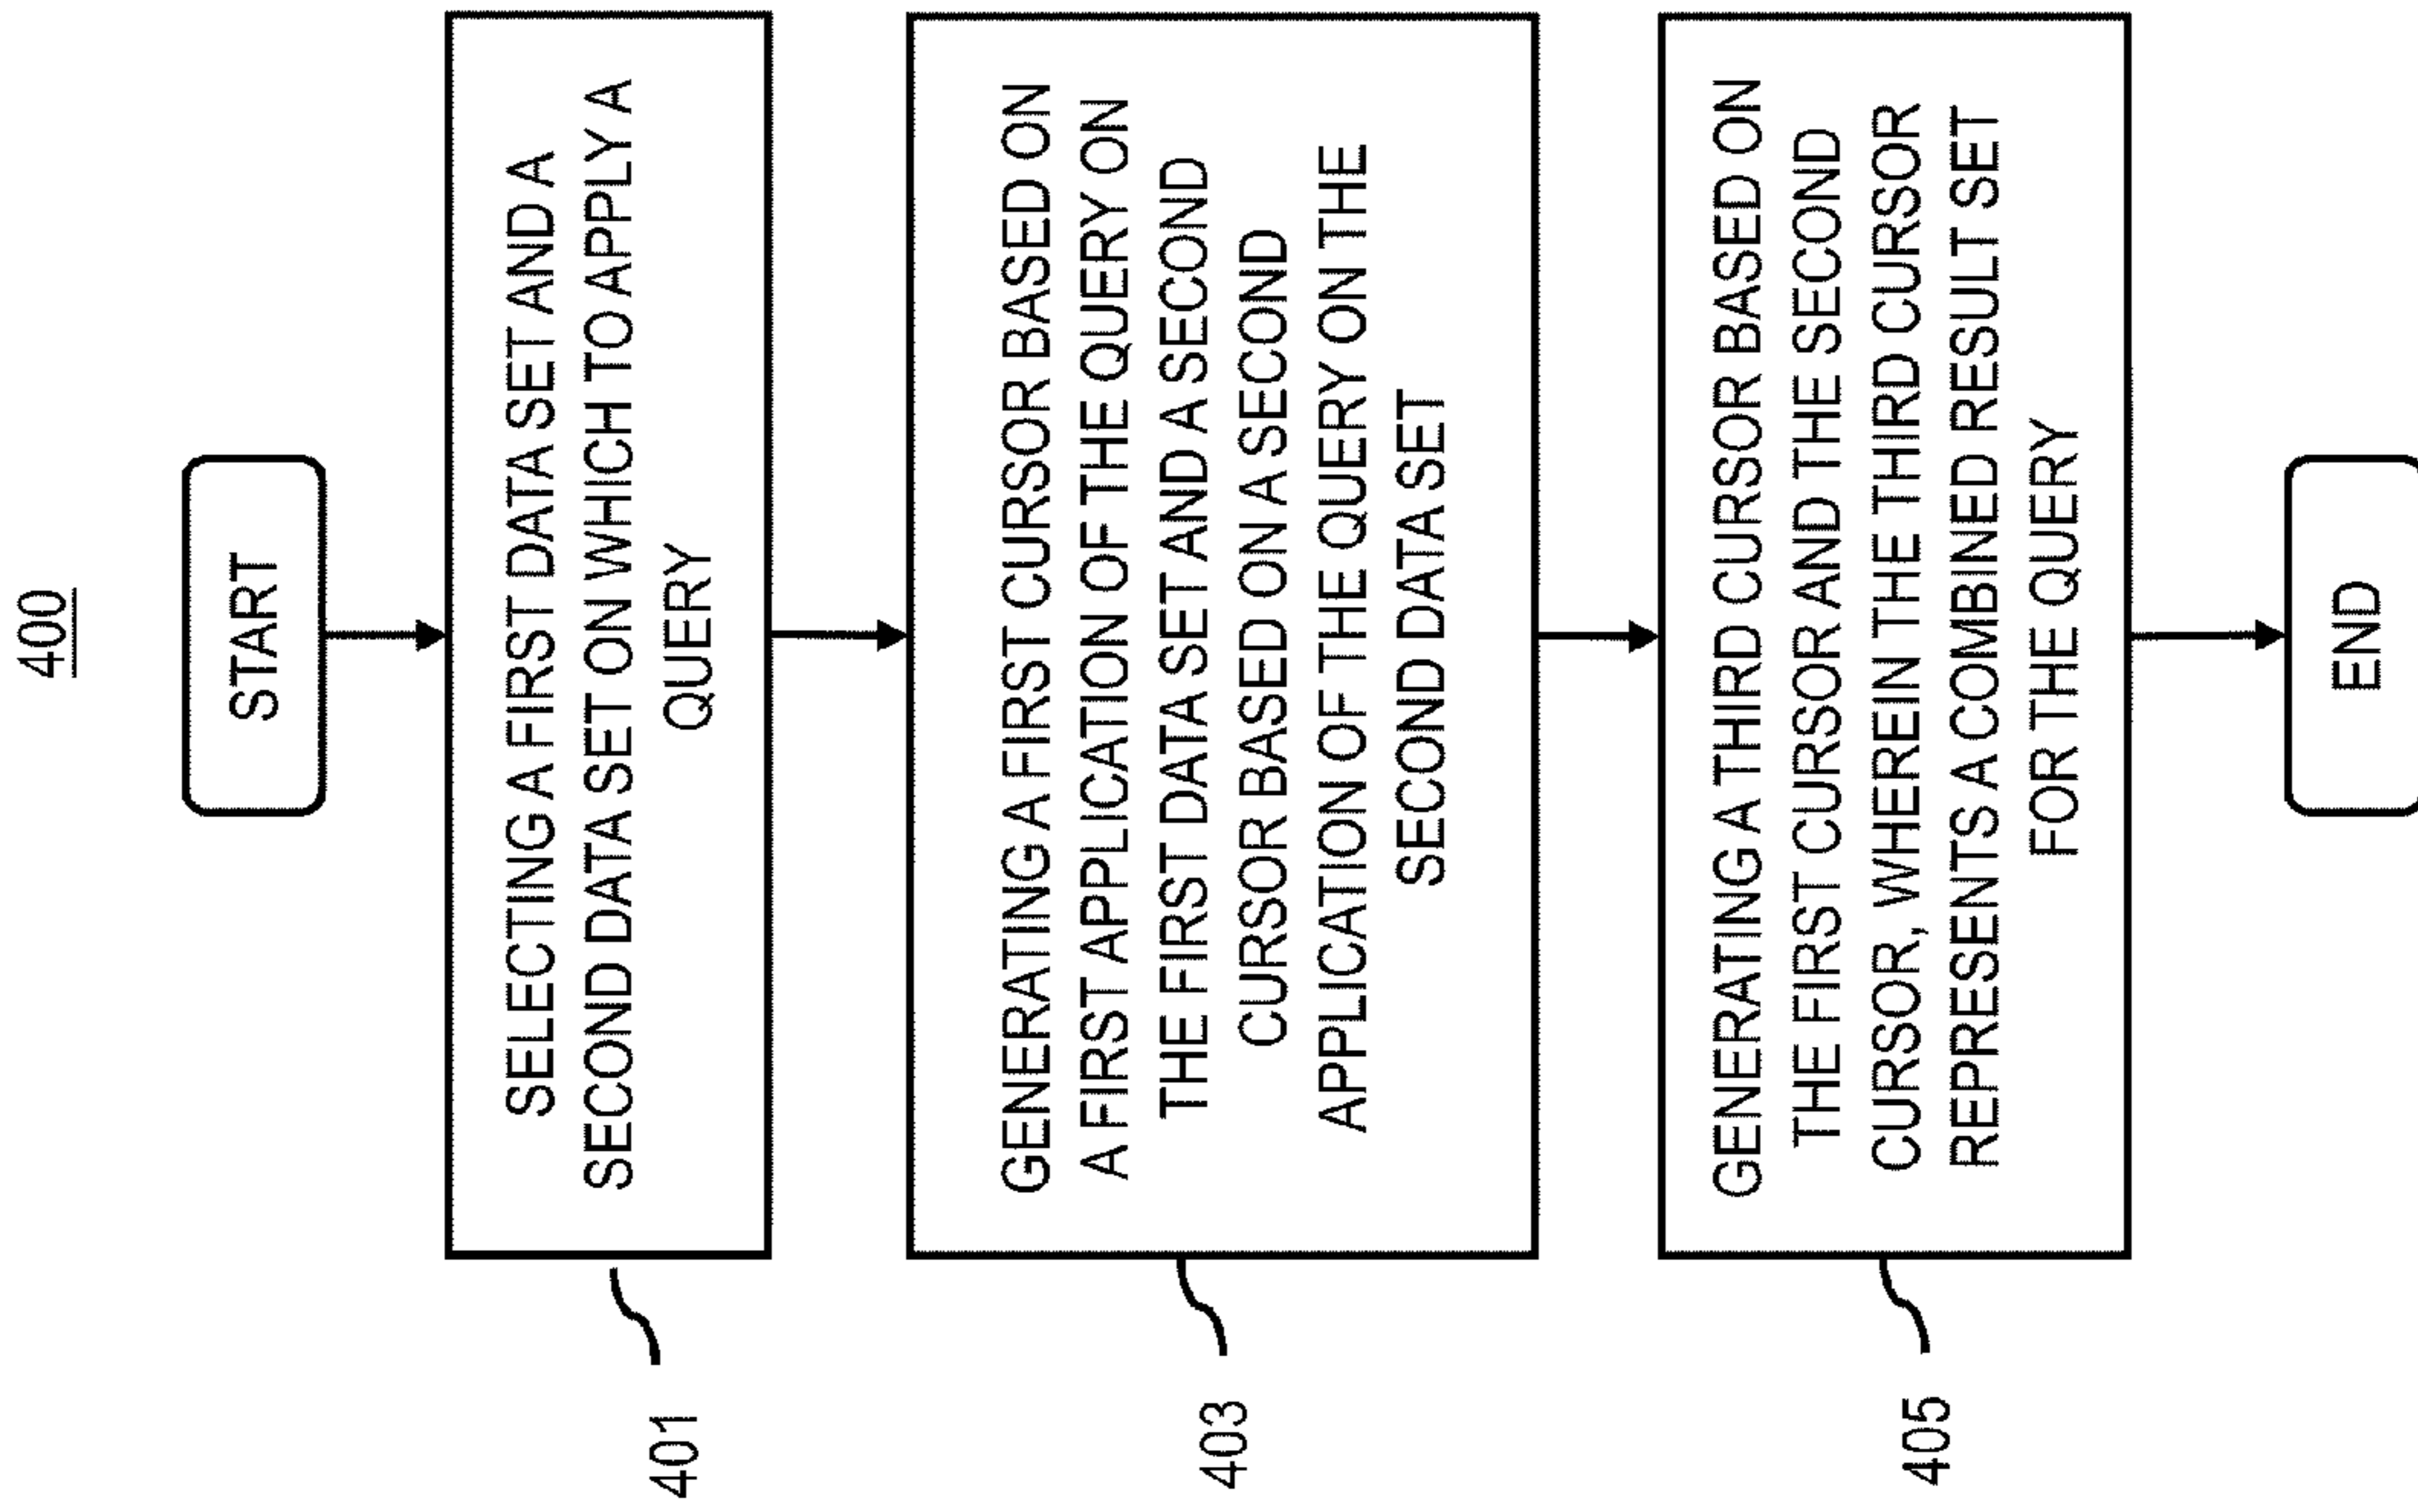 400
START
SELECTING A FIRST DATA SET AND A
SECOND DATA SET ON WHICH TO APPLY A
QUERY
401
GENERATING A FIRST CURSOR BASED ON
A FIRST APPLICATION OF THE QUERY ON
THE FIRST DATA SET AND A SECOND
CURSOR BASED ON A SECOND
APPLICATION OF THE QUERY ON THE
SECOND DATA SET
403
GENERATING A THIRD CURSOR BASED ON
THE FIRST CURSOR AND THE SECOND
CURSOR, WHEREIN THE THIRD CURSOR
REPRESENTS A COMBINED RESULT SET
FOR THE QUERY
405
END